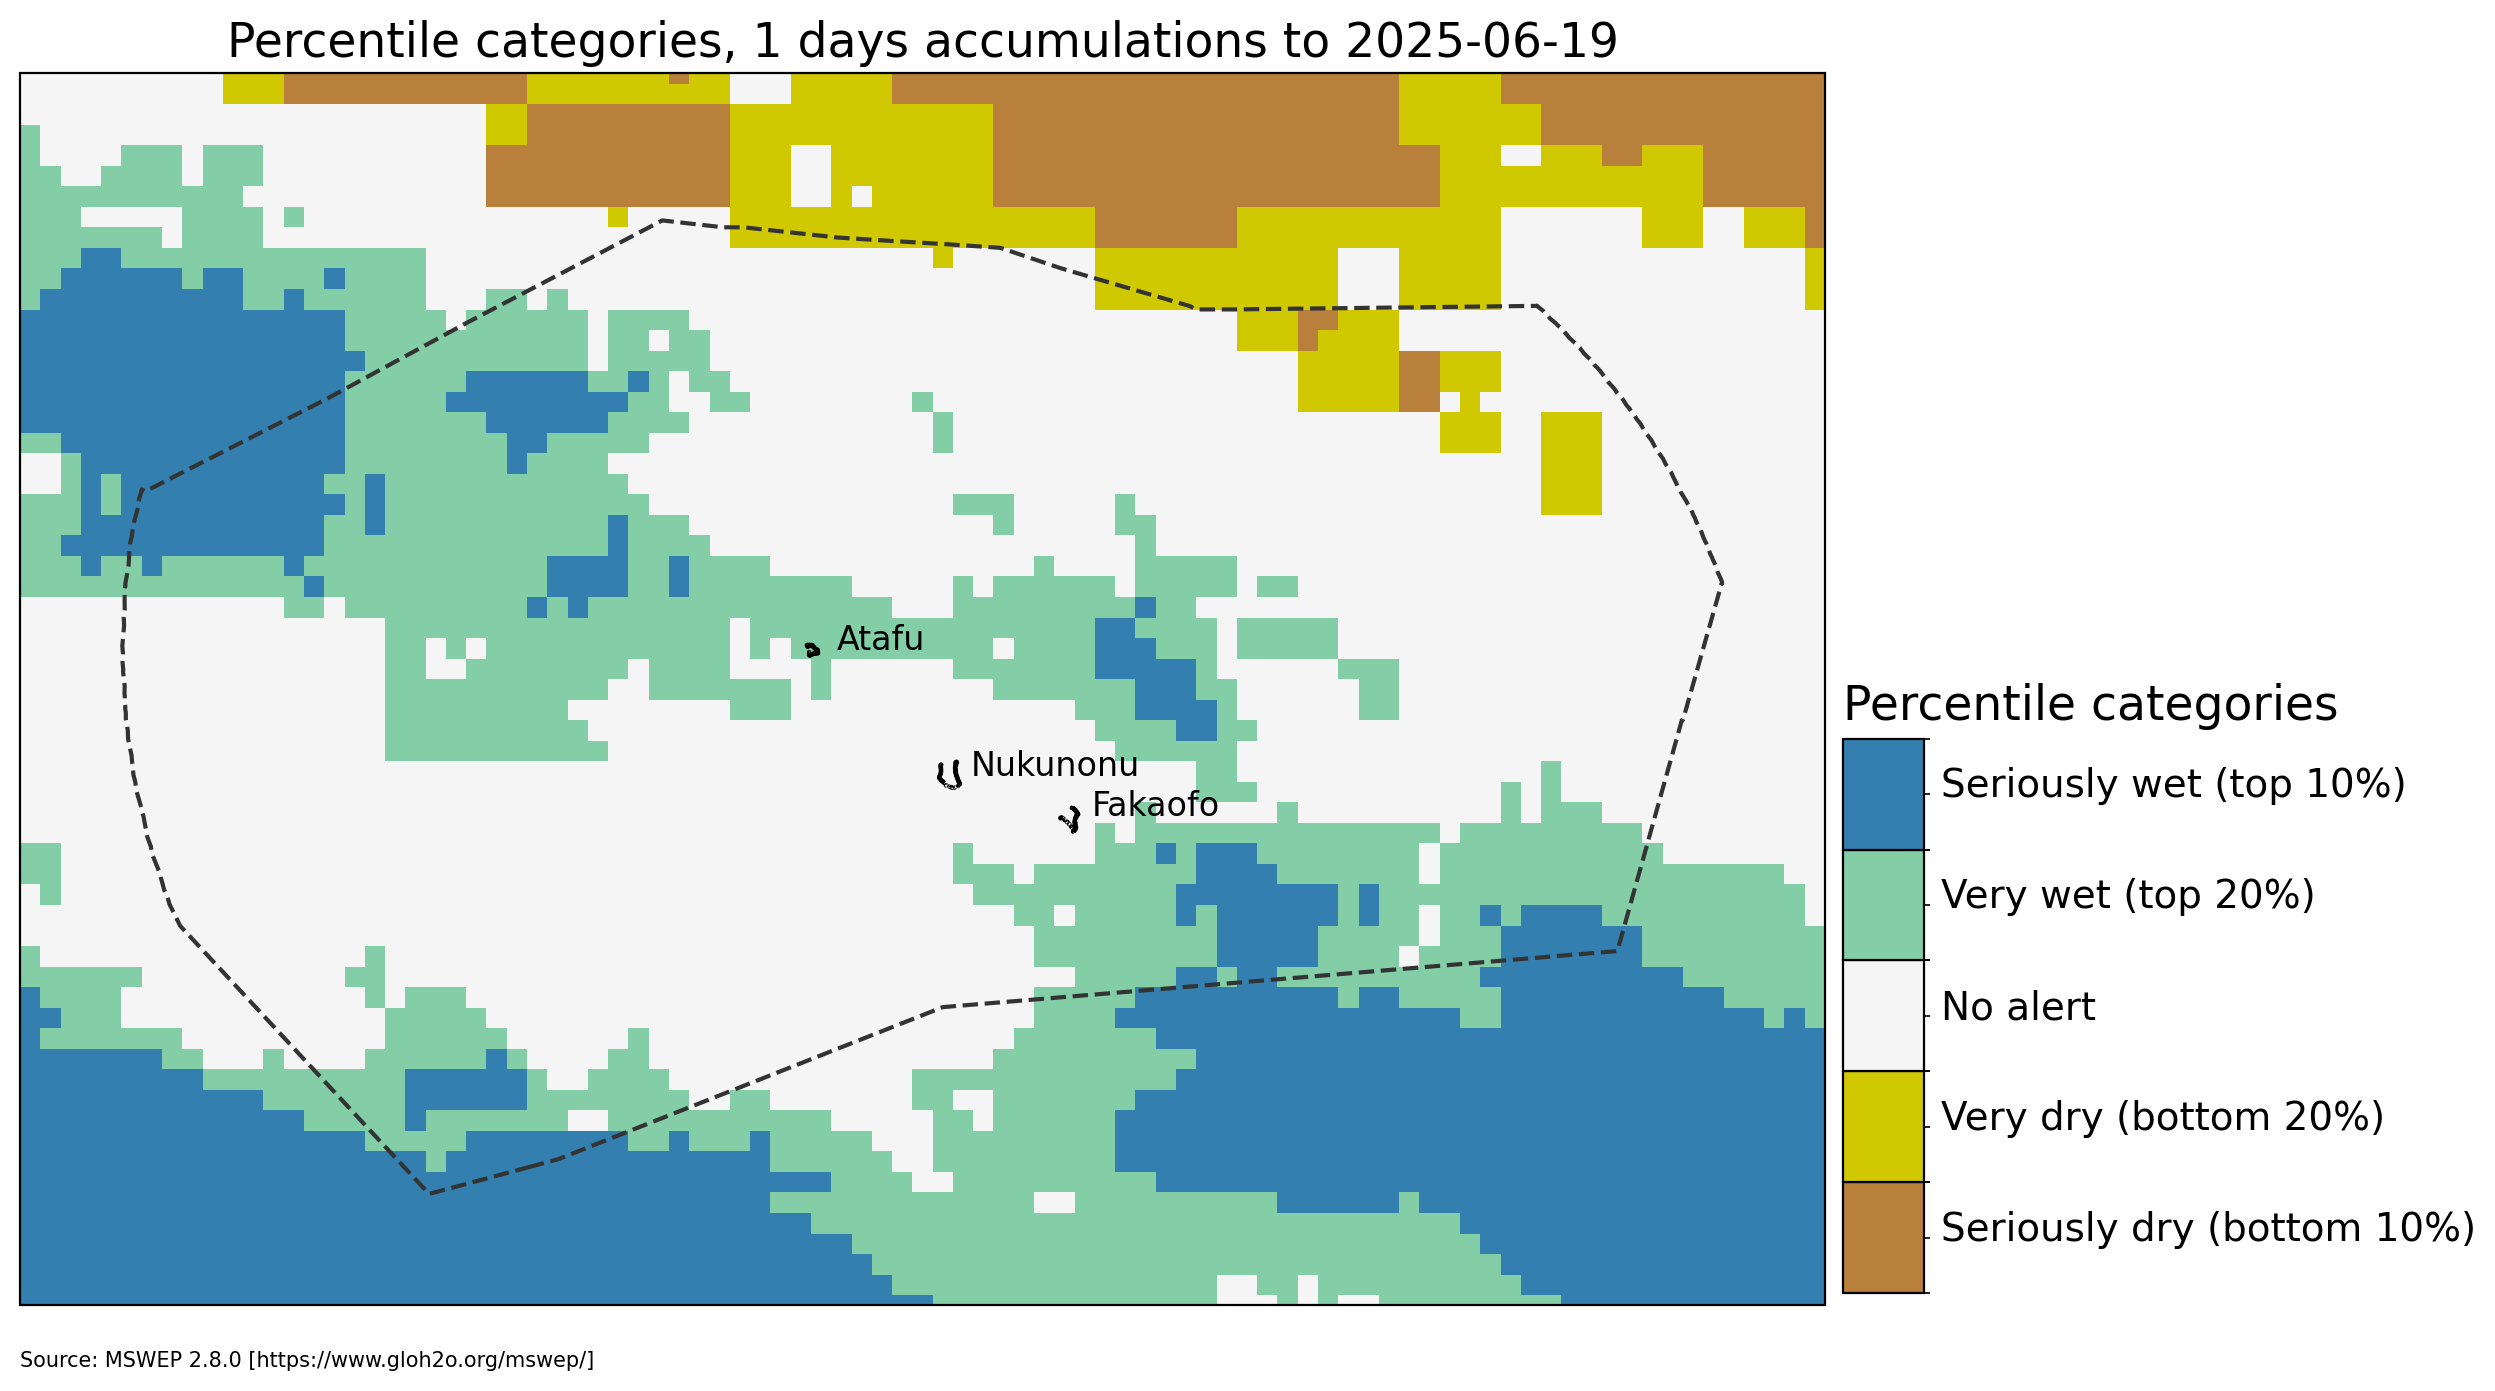 Percentile categories, 1 days accumulations to 2025-06-19
Atafu
Nukunonu
Fakaofo
Percentile categories
Seriously wet (top 10%)
Very wet (top 20%)
No alert
Very dry (bottom 20%)
Seriously dry (bottom 10%)
Source: MSWEP 2.8.0 [https://www.gloh2o.org/mswep/]